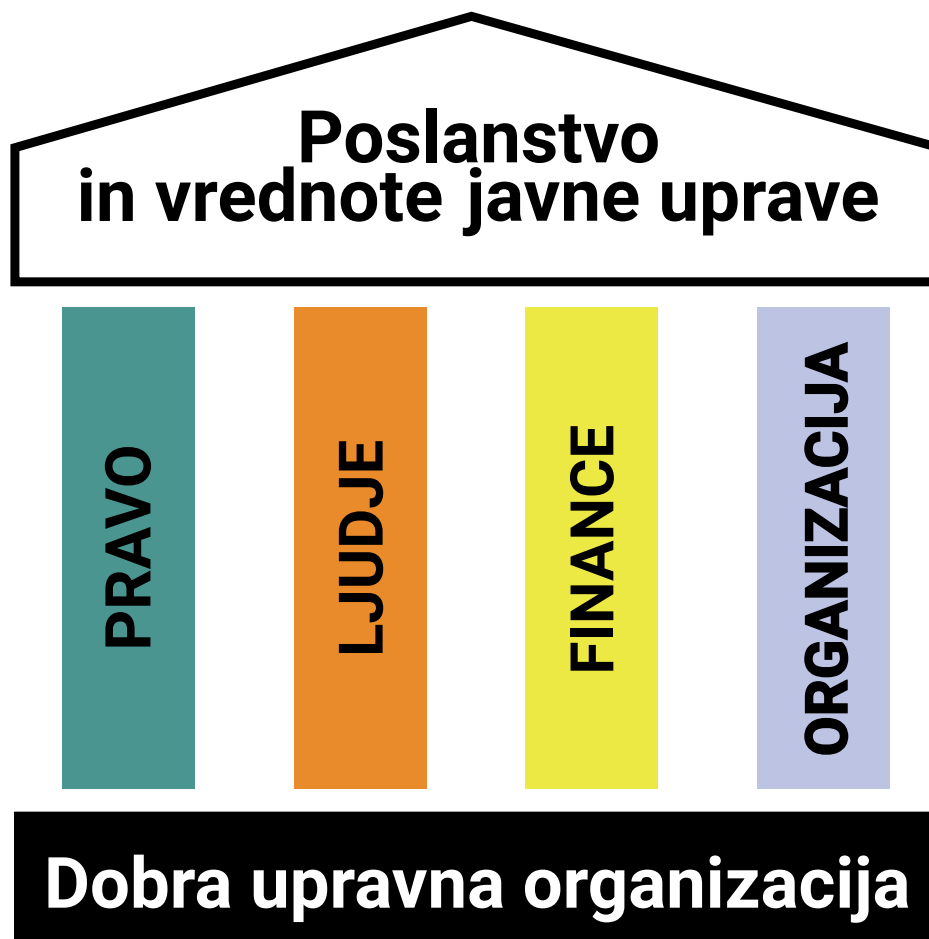 Poslanstvo
in vrednote javne uprave
PRAVO
LJUDJE
FINANCE
ORGANIZACIJA
Dobra upravna organizacija